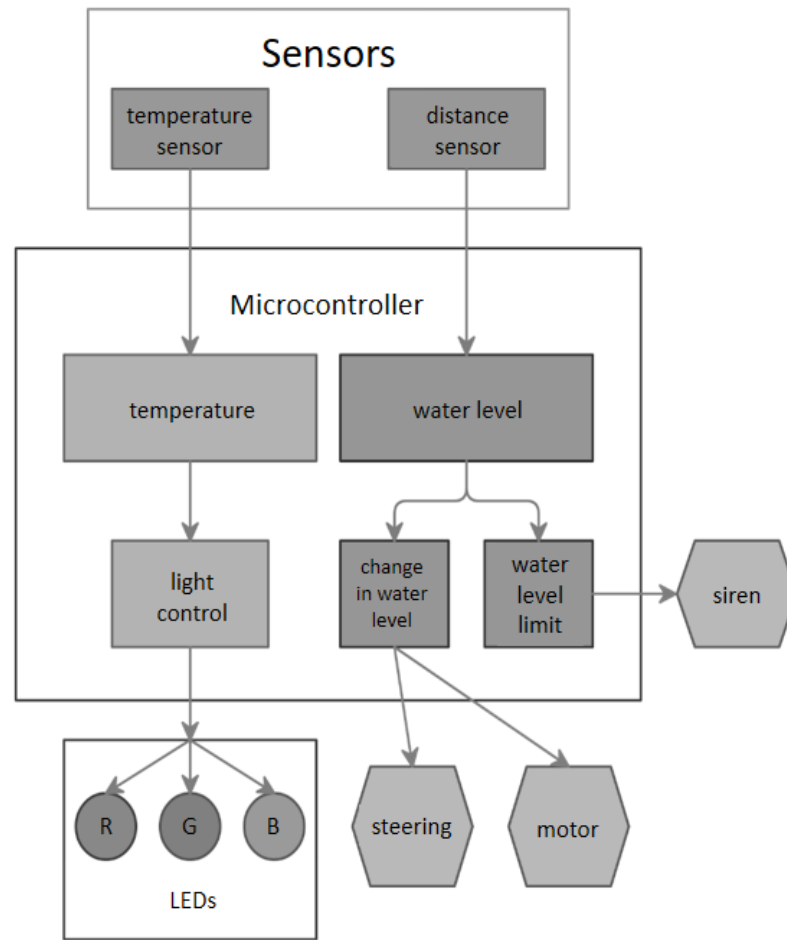 Sensors
temperature
sensor
distance
sensor
Microcontroller
temperature
water level
light
control
change
in water
level
water
level
limit
siren
R
G
B
LEDs
steering
motor